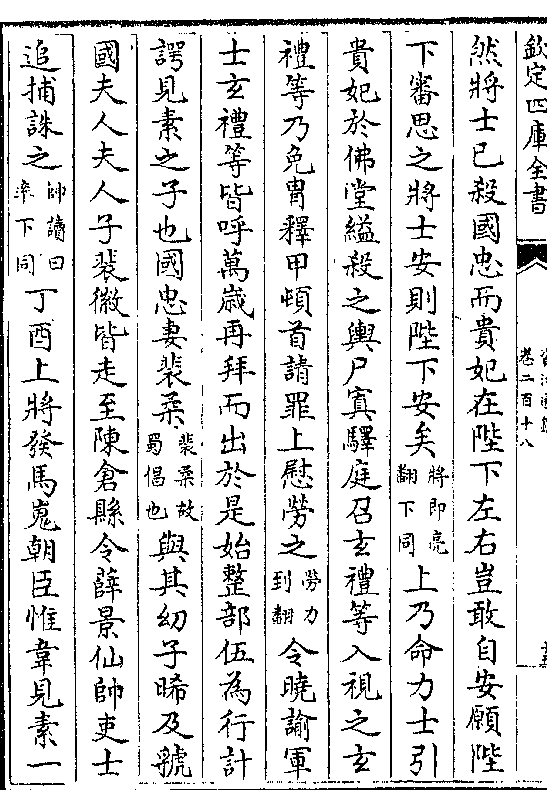 欽定四庫全書
卷二百十八
然將士已殺國忠而貴妃在陛下左右豈敢自安願陛
下審思之將士安則陛下安矣將即亮翻下同上乃命力士引
貴妃於佛堂縊殺之輿尸寘驛庭召玄禮等入視之玄
禮等乃免胄釋甲頓首請罪上慰勞之勞力到翻令曉諭軍
士玄禮等皆呼萬歲再拜而出於是始整部伍為行計
諤見素之子也國忠妻裴柔裴柔故蜀倡也與其幼子晞及虢
國夫人夫人子裴徽皆走至陳倉縣令薛景仙帥吏士
追捕誅之帥讀曰率下同丁酉上將發馬嵬朝臣惟韋見素一